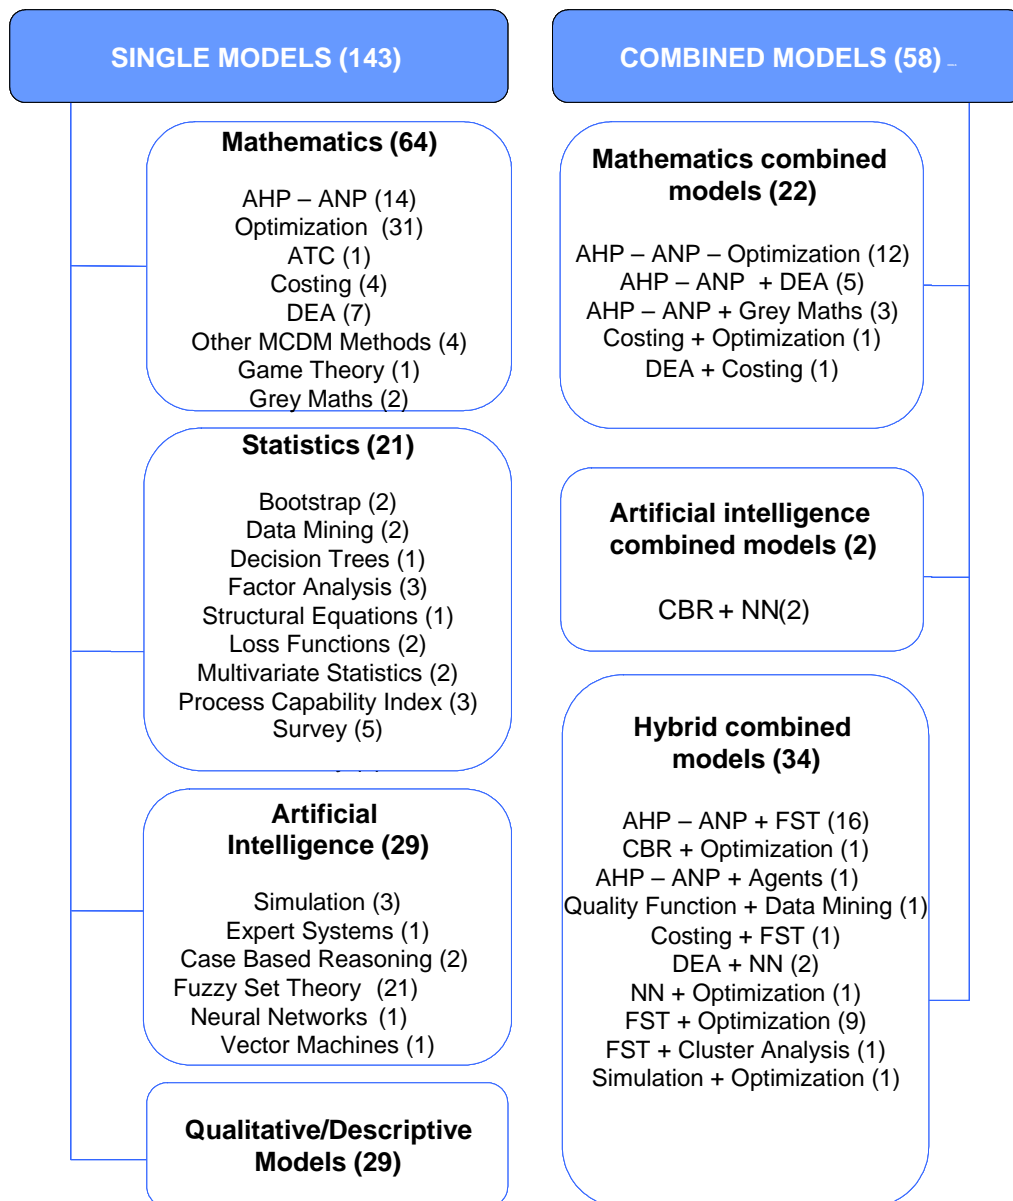 SINGLE MODELS (143)
Mathematics (64)
AHP – ANP (14)
Optimization (31)
ATC (1)
Costing (4)
DEA (7)
Other MCDM Methods (4)
Game Theory (1)
Grey Maths (2)
Statistics (21)
Bootstrap (2)
Data Mining (2)
Decision Trees (1)
Factor Analysis (3)
Structural Equations (1)
Loss Functions (2)
Multivariate Statistics (2)
Process Capability Index (3)
Survey (5)
Artificial
Intelligence (29)
Simulation (3)
Expert Systems (1)
Case Based Reasoning (2)
Fuzzy Set Theory (21)
Neural Networks (1)
Vector Machines (1)
Qualitative/Descriptive
Models (29)
COMBINED MODELS (58)
Mathematics combined
models (22)
AHP – ANP – Optimization (12)
AHP – ANP + DEA (5)
AHP – ANP + Grey Maths (3)
Costing + Optimization (1)
DEA + Costing (1)
Artificial intelligence
combined models (2)
CBR + NN(2)
Hybrid combined
models (34)
AHP – ANP + FST (16)
CBR + Optimization (1)
AHP – ANP + Agents (1)
Quality Function + Data Mining (1)
Costing + FST (1)
DEA + NN (2)
NN + Optimization (1)
FST + Optimization (9)
FST + Cluster Analysis (1)
Simulation + Optimization (1)